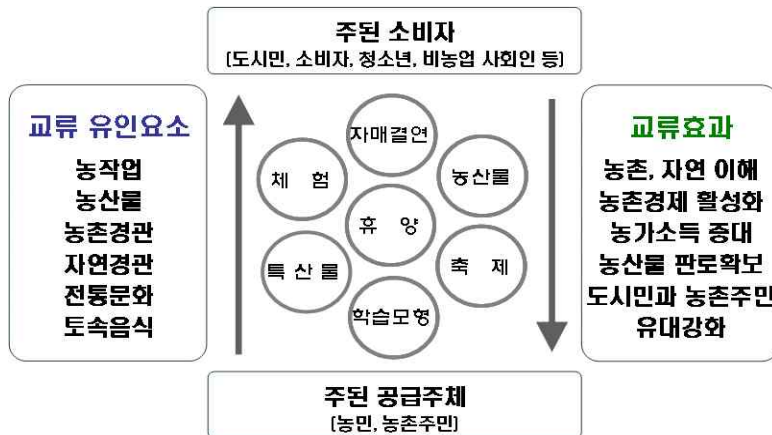 주된 소비자
(도시민, 소비자, 청소년, 비농업 사회인 등)
교류 유인요소
농작업
농산물
농촌경관
자연경관
전통문화
토속음식
자매결연
체 험
농산물
휴 양
특 산 물
축 제
학습모형
교류효과
농촌, 자연 이해
농촌경제 활성화
농가소득 증대
농산물 판로확보
도시민과 농촌주민
유대강화
주된 공급주체
(농민, 농촌주민)